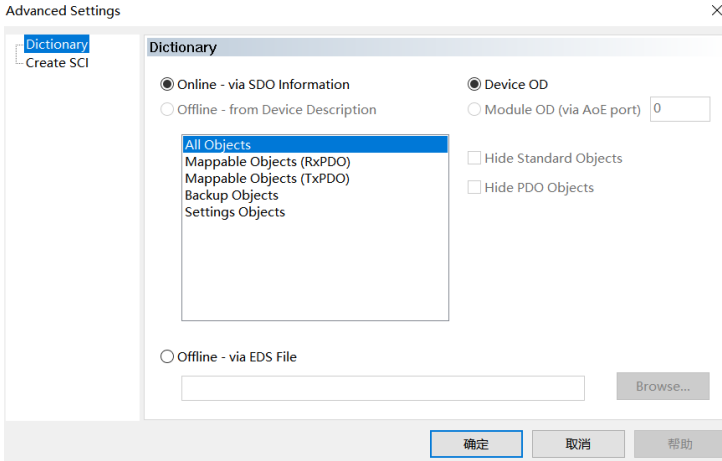 Advanced Settings
Dictionary
Create SCI
Dictionary
Online - via SDO Information
Device OD
Offline - from Device Description
Module OD (via AoE port)
0
All Objects
Mappable Objects (RxPDO)
Mappable Objects (TxPDO)
Backup Objects
Settings Objects
Hide Standard Objects
Hide PDO Objects
Offline - via EDS File
Browse...
确定
取消
帮助